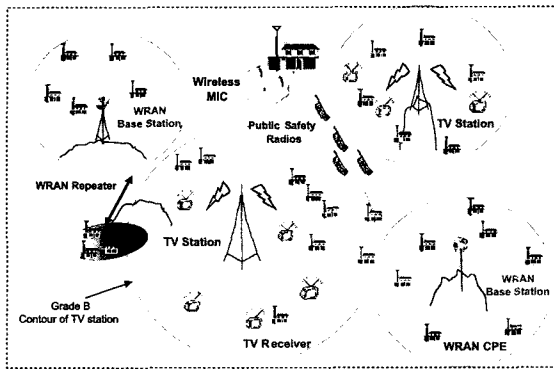 Wireless
MIC
WRAN
Base Station
Public Safety
Radios
TV Station
WRAN Repeater
TV Station
WRAN
Base Station
Grade B
Contour of TV station
TV Receiver
WRAN CPE